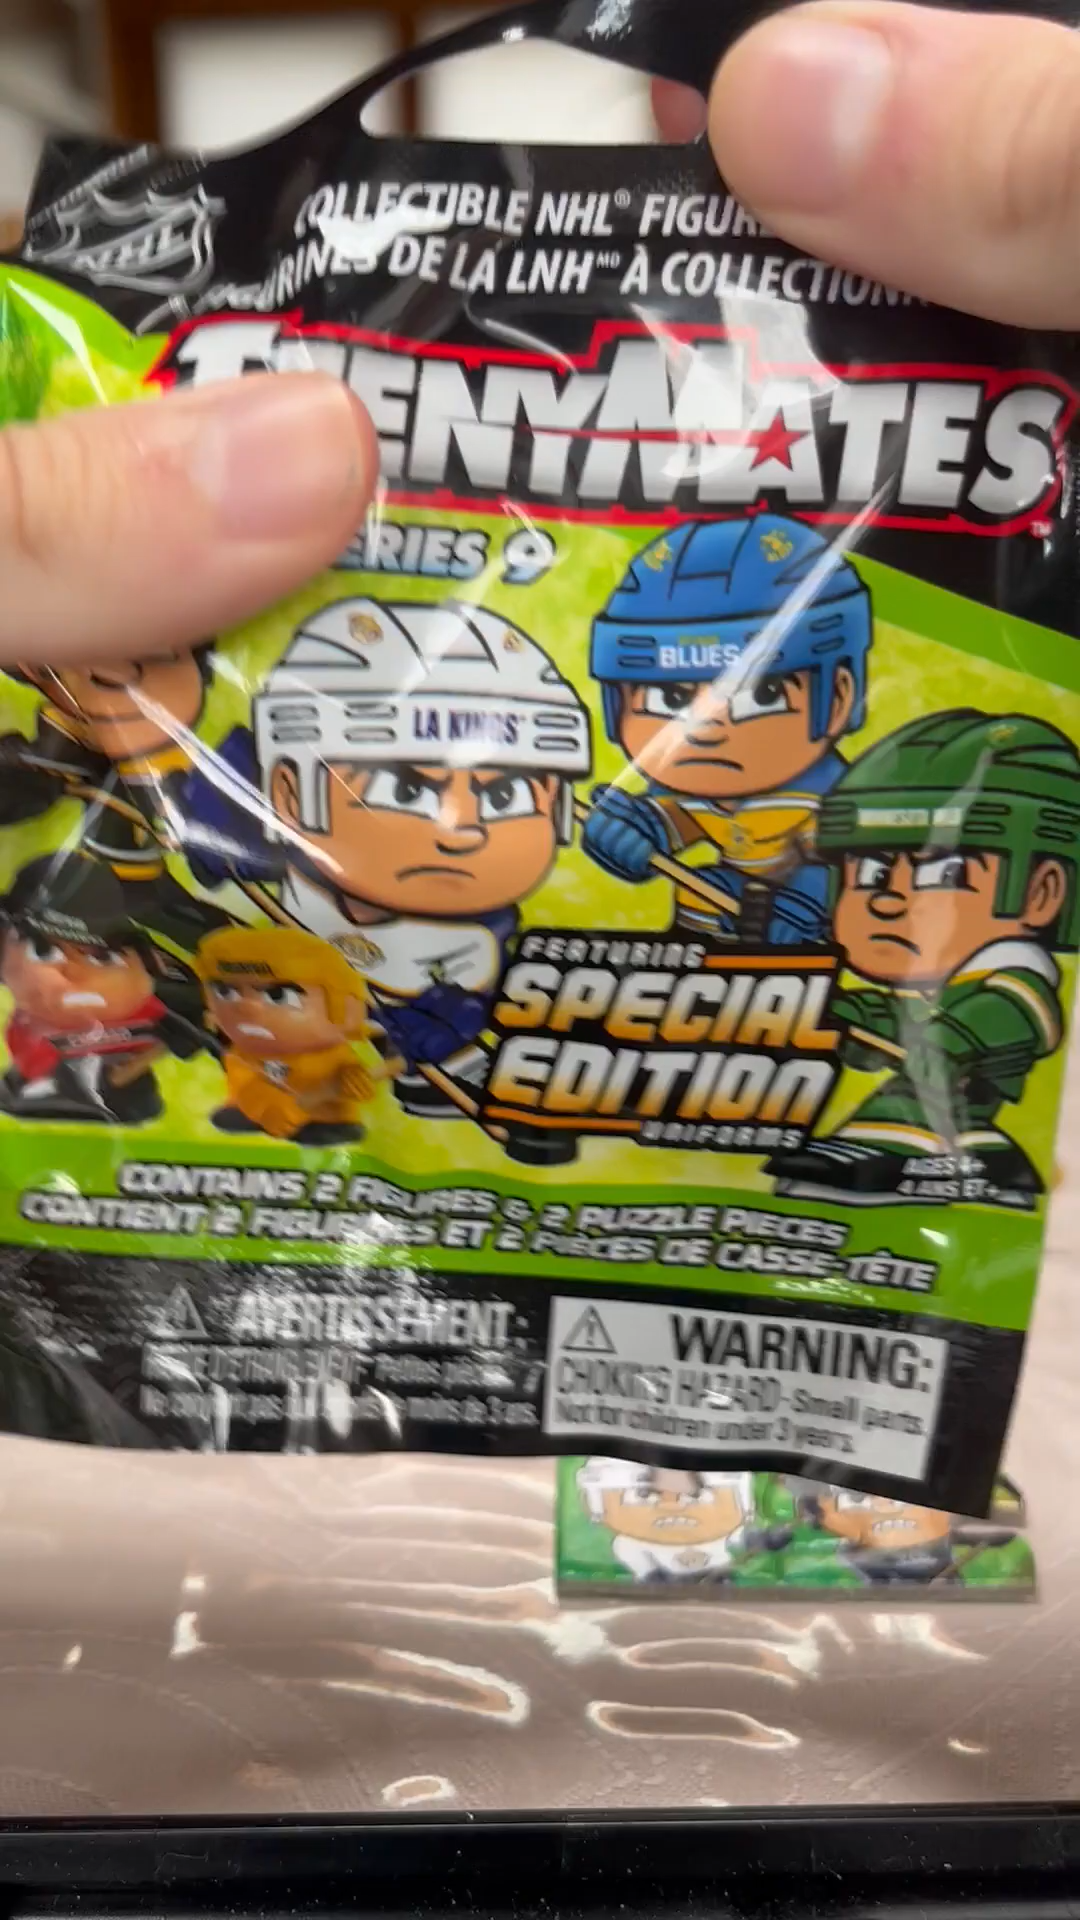 NHL
COLLECTIBLE NHL® FIGUR
RINES DE LA LNH MD À COLLECTION
TEENYMATES™
SERIES 9
BLUES
LA KINGS
FEATURING
SPECIAL
EDITION
UNIFORMS
AGES 4+
4 ANS ET+
CONTAINS 2 FIGURES & 2 PUZZLE PIECES
CONTIENT 2 FIGURINES ET 2 PIÈCES DE CASSE-TÊTE
AVERTISSEMENT:
⚠ WARNING:
CHOKING HAZARD-Small parts.
Not for children under 3 years.